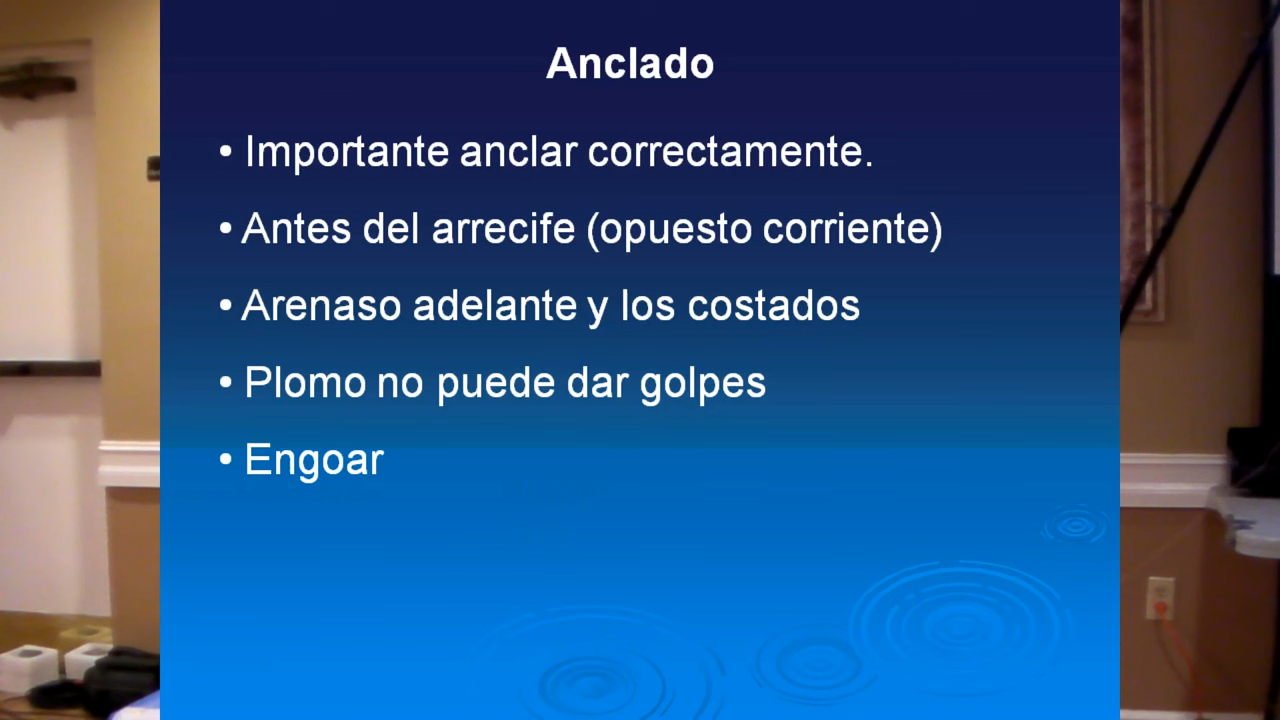 Anclado
• Importante anclar correctamente.
• Antes del arrecife (opuesto corriente)
• Arenaso adelante y los costados
• Plomo no puede dar golpes
• Engoar